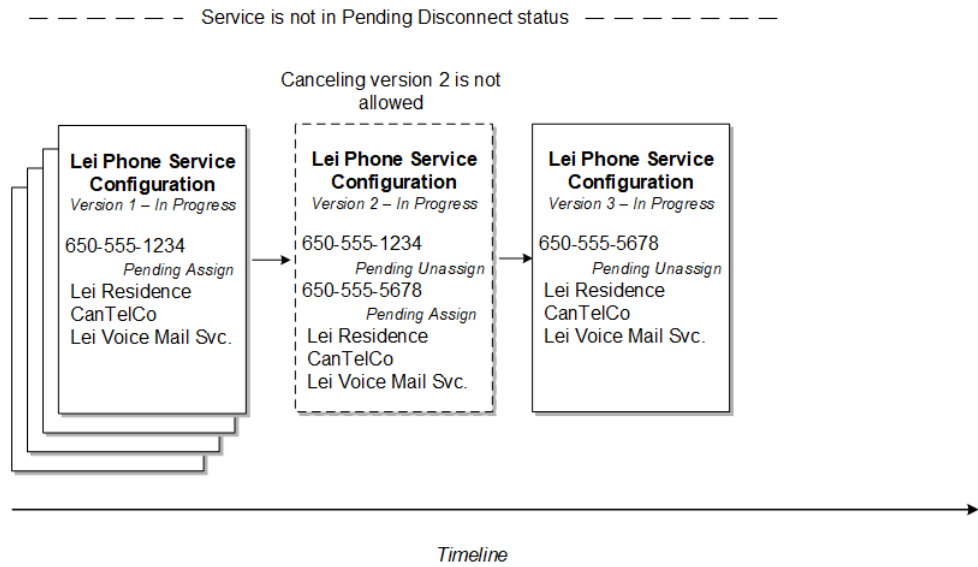 Service is not in Pending Disconnect status
Canceling version 2 is not
allowed
Lei Phone Service
Configuration
Version 1 – In Progress
650-555-1234
Pending Assign
Lei Residence
CanTelCo
Lei Voice Mail Svc.
Lei Phone Service
Configuration
Version 2 – In Progress
650-555-1234
Pending Unassign
650-555-5678
Pending Assign
Lei Residence
CanTelCo
Lei Voice Mail Svc.
Lei Phone Service
Configuration
Version 3 – In Progress
650-555-5678
Pending Unassign
Lei Residence
CanTelCo
Lei Voice Mail Svc.
Timeline